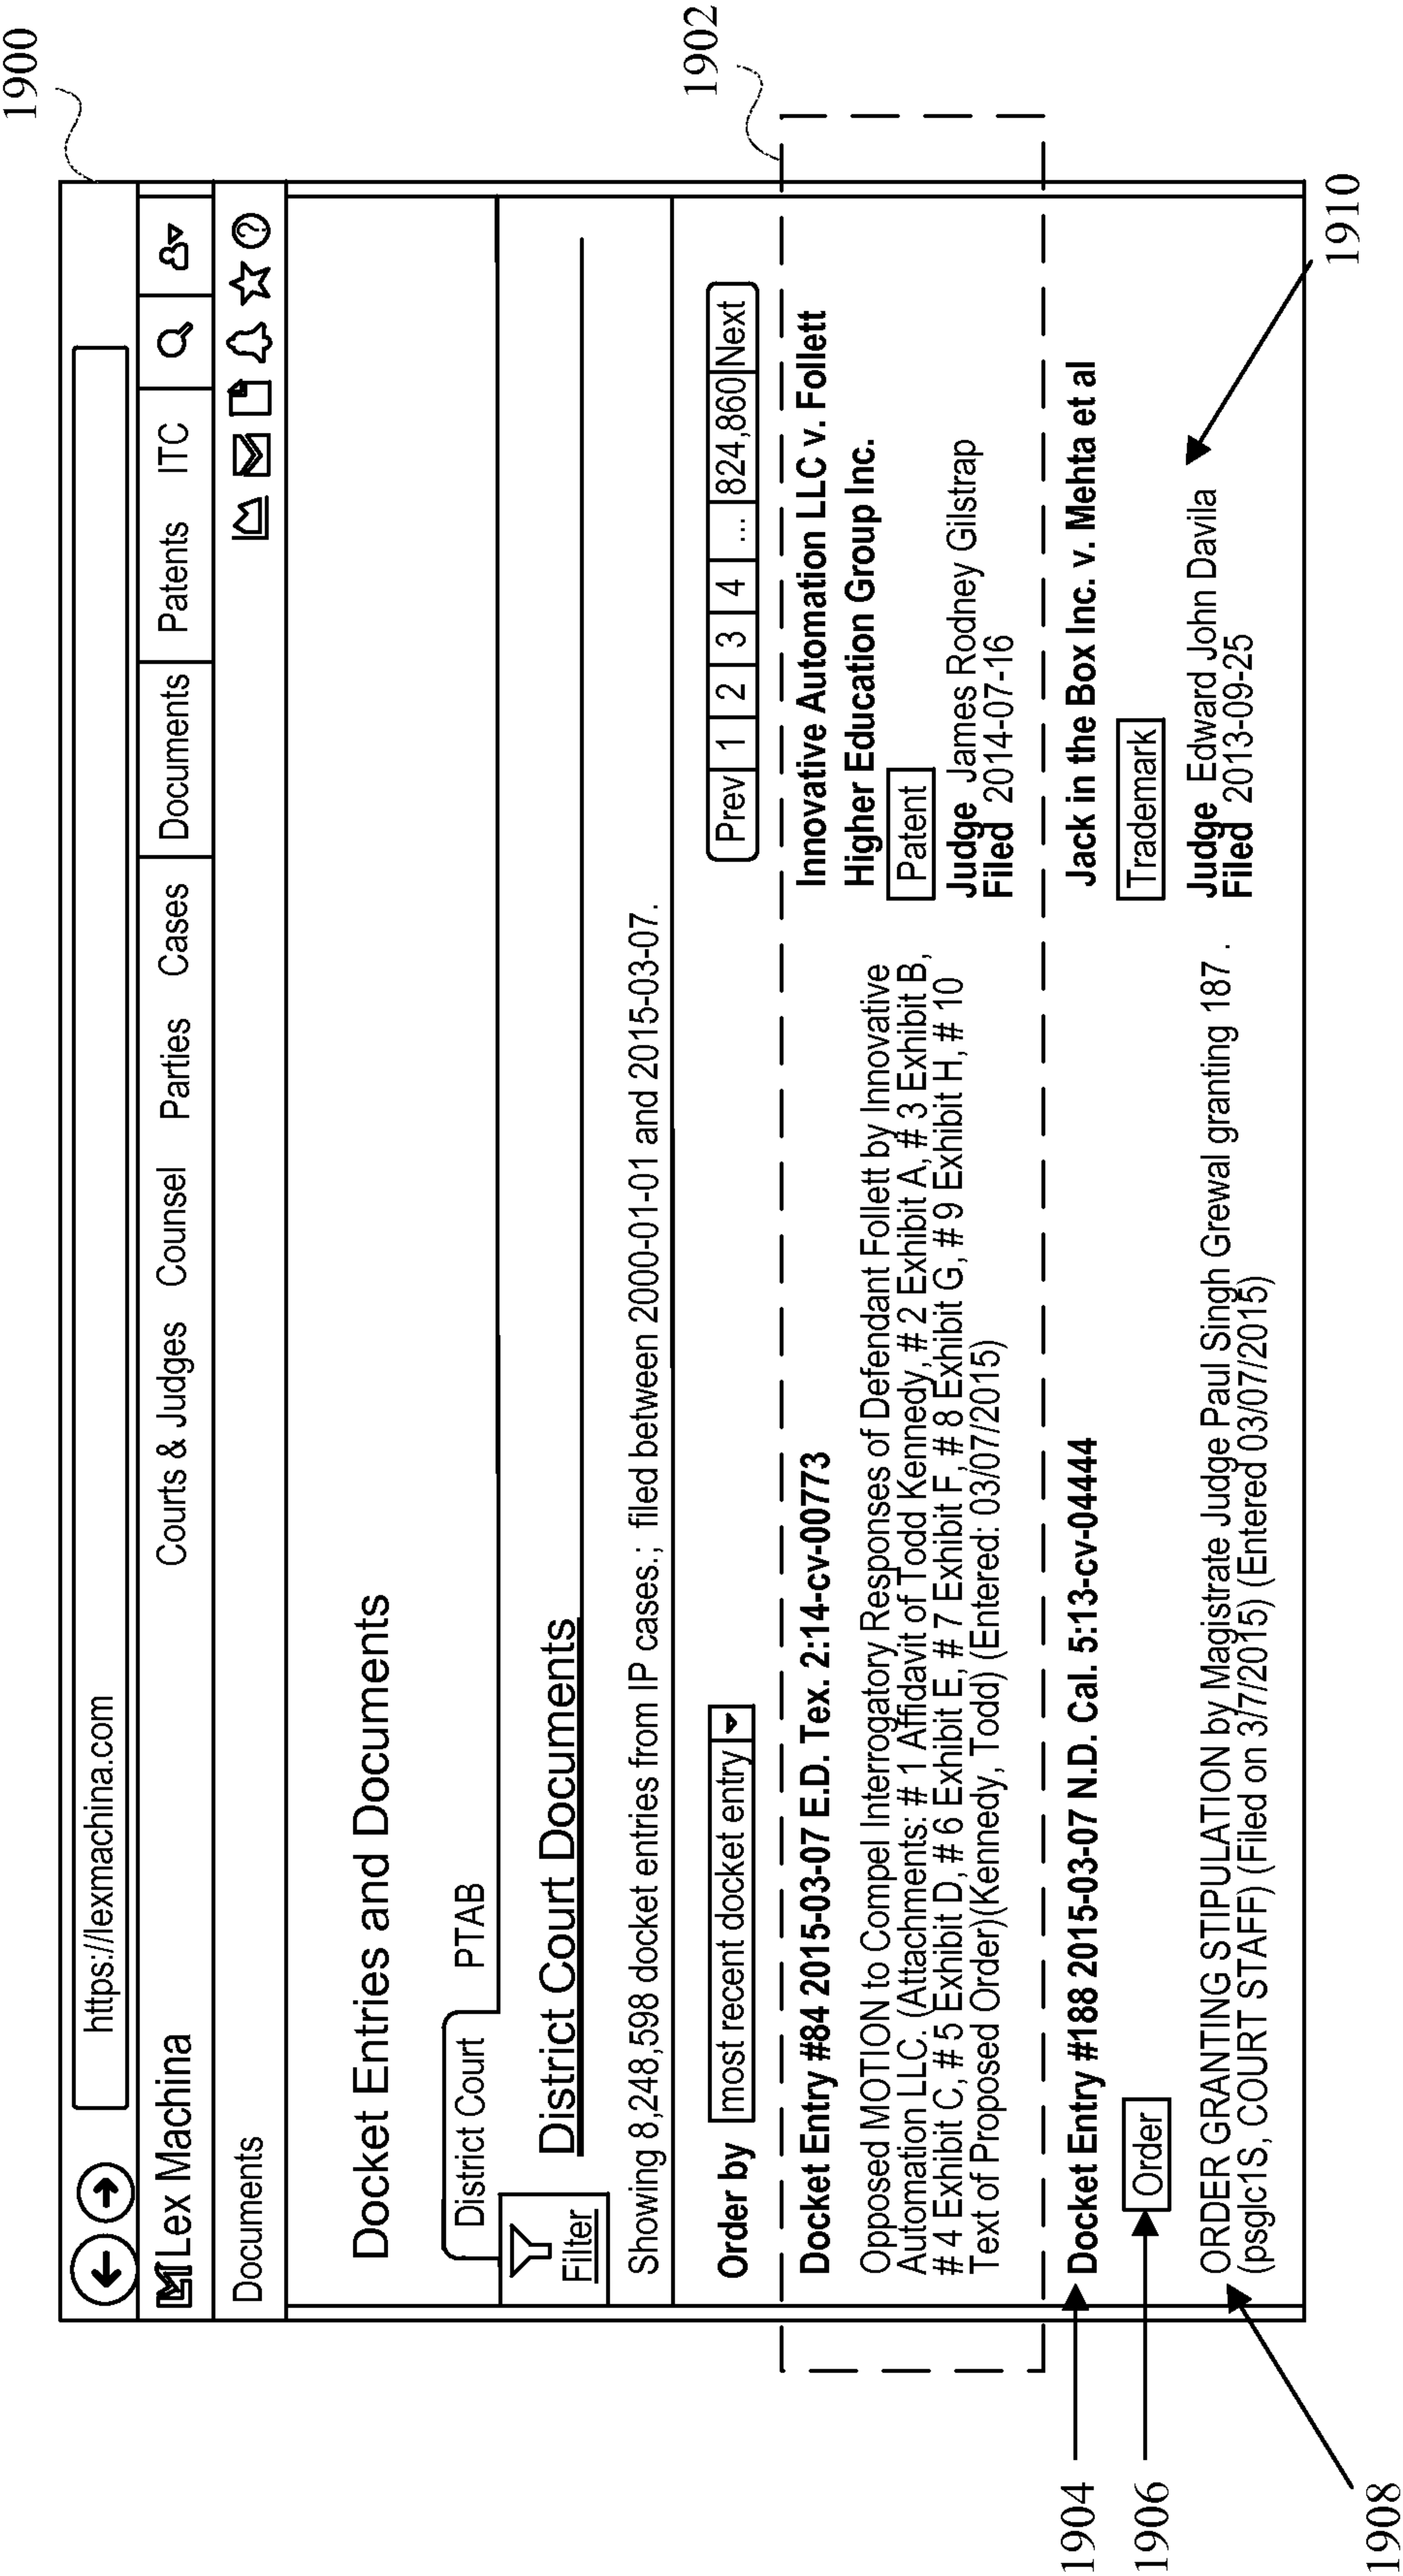 1900
https://lexmachina.com
Lex Machina
Courts & Judges Counsel Parties Cases Documents Patents ITC
Documents
Docket Entries and Documents
District Court PTAB
Filter
District Court Documents
Showing 8,248,598 docket entries from IP cases.; filed between 2000-01-01 and 2015-03-07.
Order by most recent docket entry
Prev 1 2 3 4 ... 824,860 Next
1902
Docket Entry #84 2015-03-07 E.D. Tex. 2:14-cv-00773
Opposed MOTION to Compel Interrogatory Responses of Defendant Follett by Innovative
Automation LLC. (Attachments: # 1 Affidavit of Todd Kennedy, # 2 Exhibit A, # 3 Exhibit B,
# 4 Exhibit C, # 5 Exhibit D, # 6 Exhibit E, # 7 Exhibit F, # 8 Exhibit G, # 9 Exhibit H, # 10
Text of Proposed Order)(Kennedy, Todd) (Entered: 03/07/2015)
Innovative Automation LLC v. Follett
Higher Education Group Inc.
Patent
Judge James Rodney Gilstrap
Filed 2014-07-16
1904
Docket Entry #188 2015-03-07 N.D. Cal. 5:13-cv-04444
1906
Order
1908
ORDER GRANTING STIPULATION by Magistrate Judge Paul Singh Grewal granting 187 .
(psglc1S, COURT STAFF) (Filed on 3/7/2015) (Entered 03/07/2015)
Jack in the Box Inc. v. Mehta et al
Trademark
Judge Edward John Davila
Filed 2013-09-25
1910